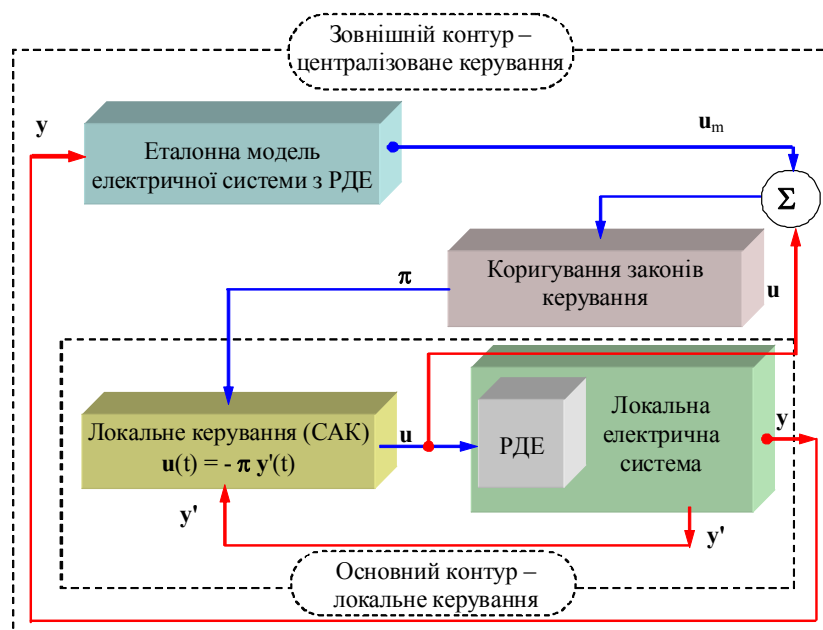 Зовнішній контур –
централізоване керування
y
u_m
Еталонна модель
електричної системи з РДЕ
Σ
Коригування законів
керування
π
u
Локальне керування (САК)
u(t) = - π y'(t)
u
РДЕ
Локальна
електрична
система
y
y'
y'
Основний контур –
локальне керування